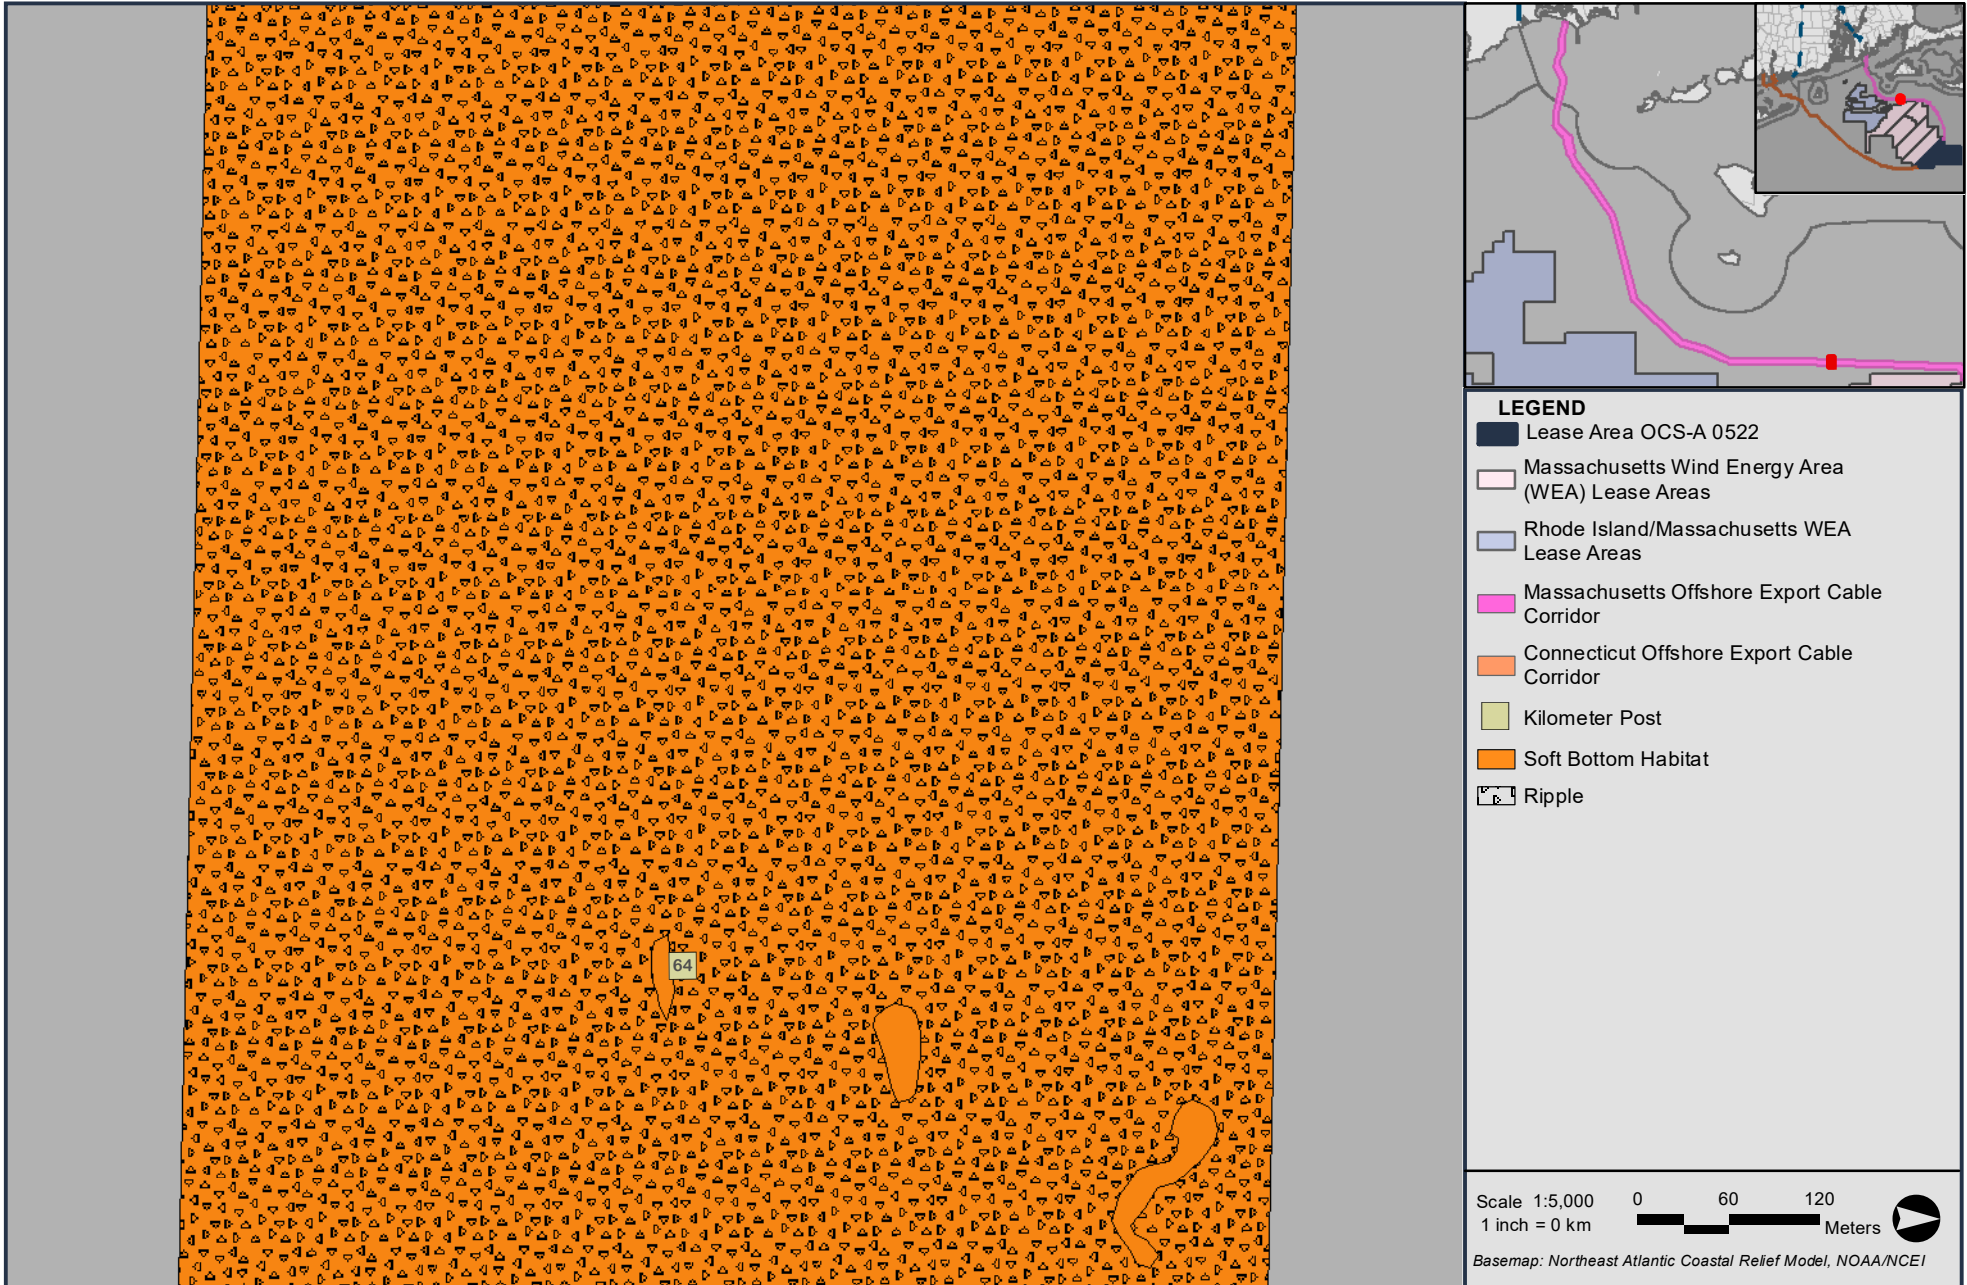 64
LEGEND
Lease Area OCS-A 0522
Massachusetts Wind Energy Area
(WEA) Lease Areas
Rhode Island/Massachusetts WEA
Lease Areas
Massachusetts Offshore Export Cable
Corridor
Connecticut Offshore Export Cable
Corridor
Kilometer Post
Soft Bottom Habitat
Ripple
Scale 1:5,000
1 inch = 0 km
0 60 120
Meters
Basemap: Northeast Atlantic Coastal Relief Model, NOAA/NCEI